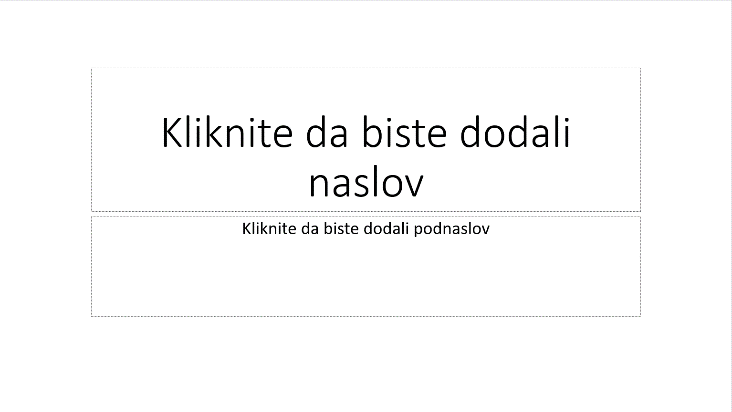 Kliknite da biste dodali
naslov
Kliknite da biste dodali podnaslov